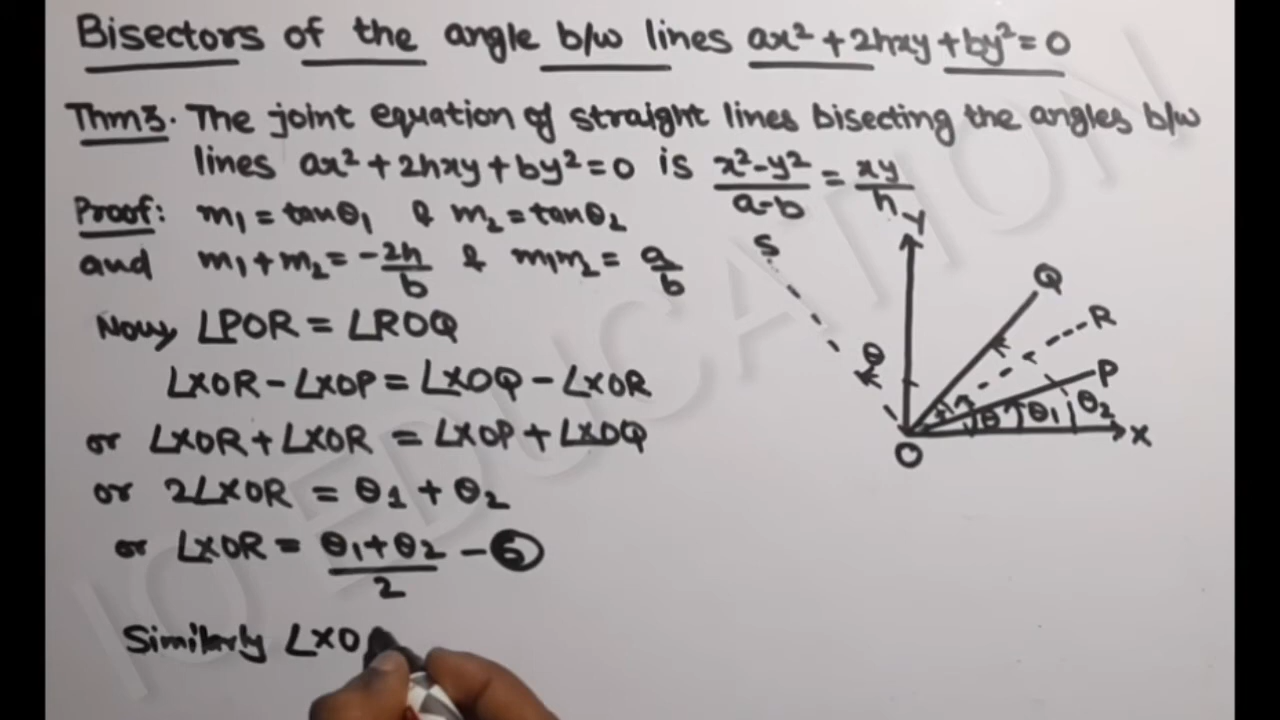 Bisectors of the angle b/w lines ax²+2hxy+by²=0
Thm3. The joint equation of straight lines bisecting the angles b/w
lines ax²+2hxy+by²=0 is x²-y²/a-b = xy/h
Proof: m₁=tanθ₁ & m₂=tanθ₂
and m₁+m₂=-2h/b & m₁m₂=a/b
Now, ∠POR = ∠ROQ
∠XOR-∠XOP=∠XOQ-∠XOR
or ∠XOR+∠XOR = ∠XOP+∠XOQ
or 2∠XOR = θ₁+θ₂
or ∠XOR = θ₁+θ₂/2 - ⑤
Similarly ∠XO
Y
S
Q
R
θ
P
θ
θ₁
θ₂
X
O
IQ EDUCATION